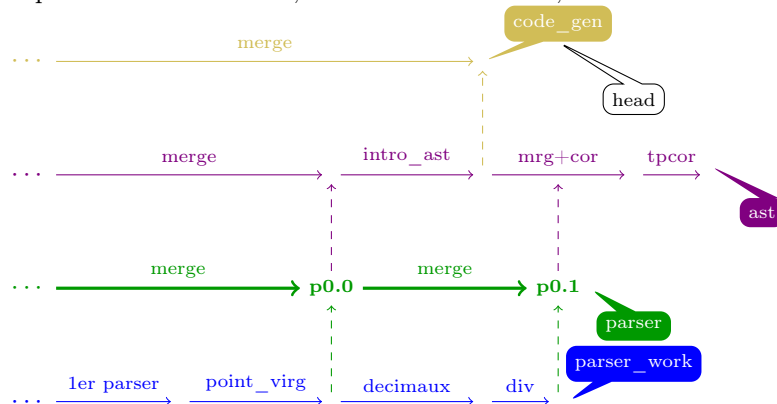 code_gen
... merge
head
... merge intro_ast mrg+cor tpcor
ast
... merge p0.0 merge p0.1
parser
parser_work
... 1er parser point_virg decimaux div